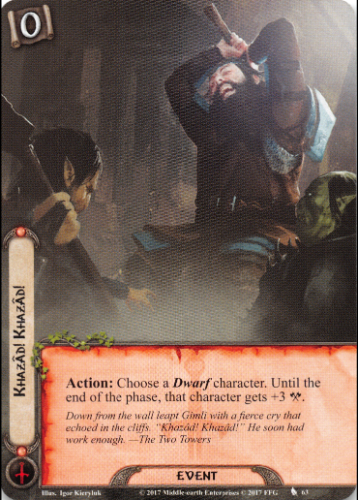 0
KHAZÂD! KHAZÂD!
Action: Choose a Dwarf character. Until the
end of the phase, that character gets +3 .
Down from the wall leapt Gimli with a fierce cry that
echoed in the cliffs. “Khazâd! Khazâd!” He soon had
work enough. —The Two Towers
EVENT
Illus. Igor Kieryluk © 2017 Middle-earth Enterprises © 2017 FFG 63